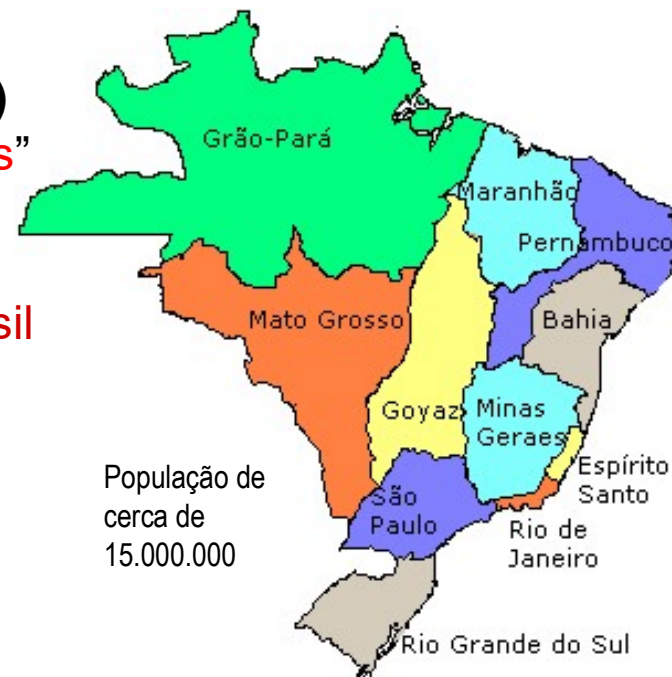 )
s”
sil
Grão-Pará
Maranhão
Pernambuco
Mato Grosso
Bahia
Goyaz
Minas
Geraes
Espírito
Santo
São
Paulo
Rio de
Janeiro
Rio Grande do Sul
População de
cerca de
15.000.000